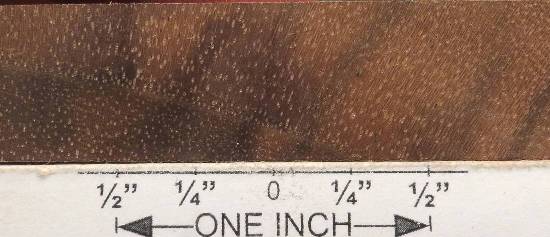 ½” ¼” 0 ¼” ½”
ONE INCH